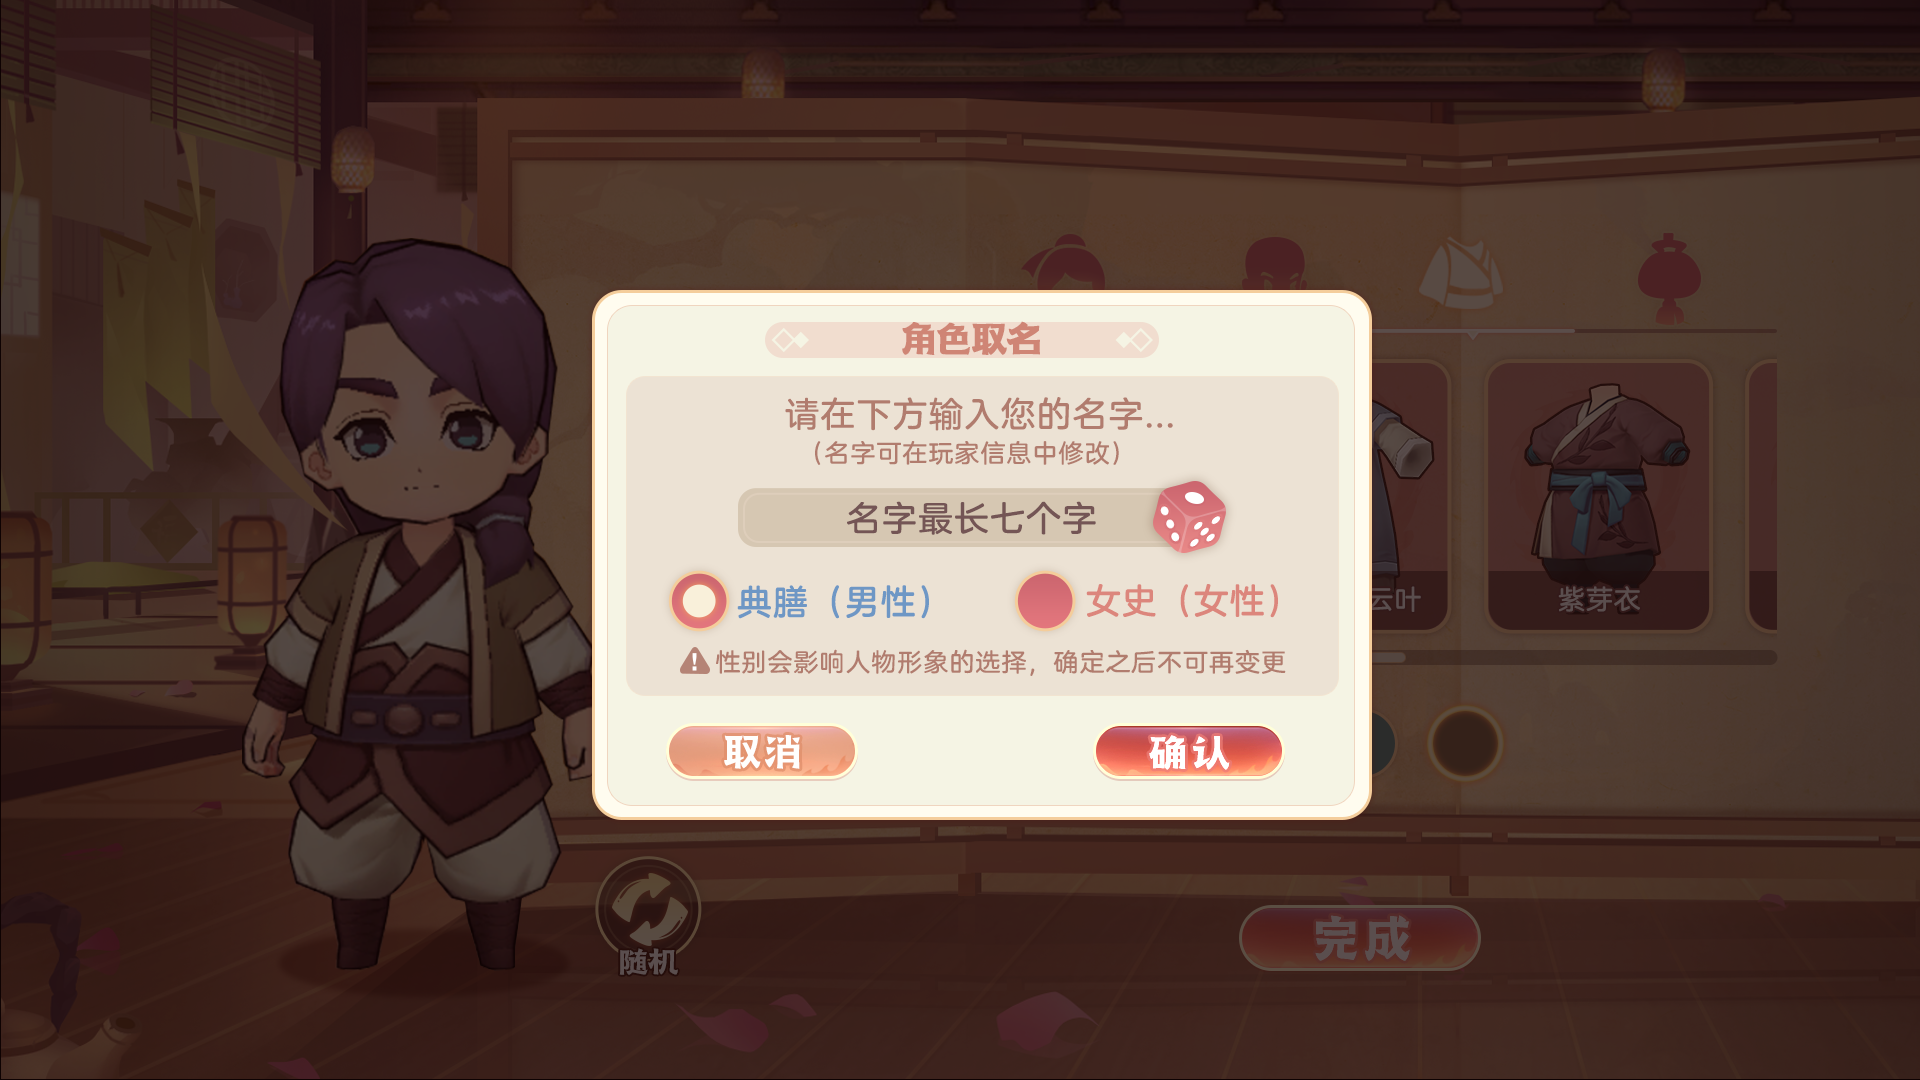 角色取名
请在下方输入您的名字...
（名字可在玩家信息中修改）
名字最长七个字
典膳（男性）
女史（女性）
性别会影响人物形象的选择，确定之后不可再变更
取消
确认
云叶
紫芽衣
随机
完成